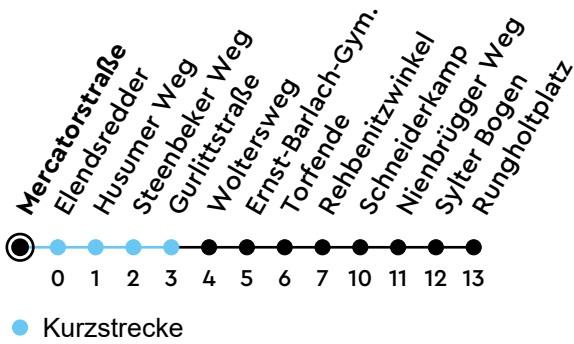 Mercatorstraße
Elendsredder
Husumer Weg
Steenbeker Weg
Gurlittstraße
Woltersweg
Ernst-Barlach-Gym.
Torfende
Rehbenitzwinkel
Schneiderkamp
Nienbrügger Weg
Sylter Bogen
Rungholtplatz
0 1 2 3 4 5 6 7 10 11 12 13
Kurzstrecke